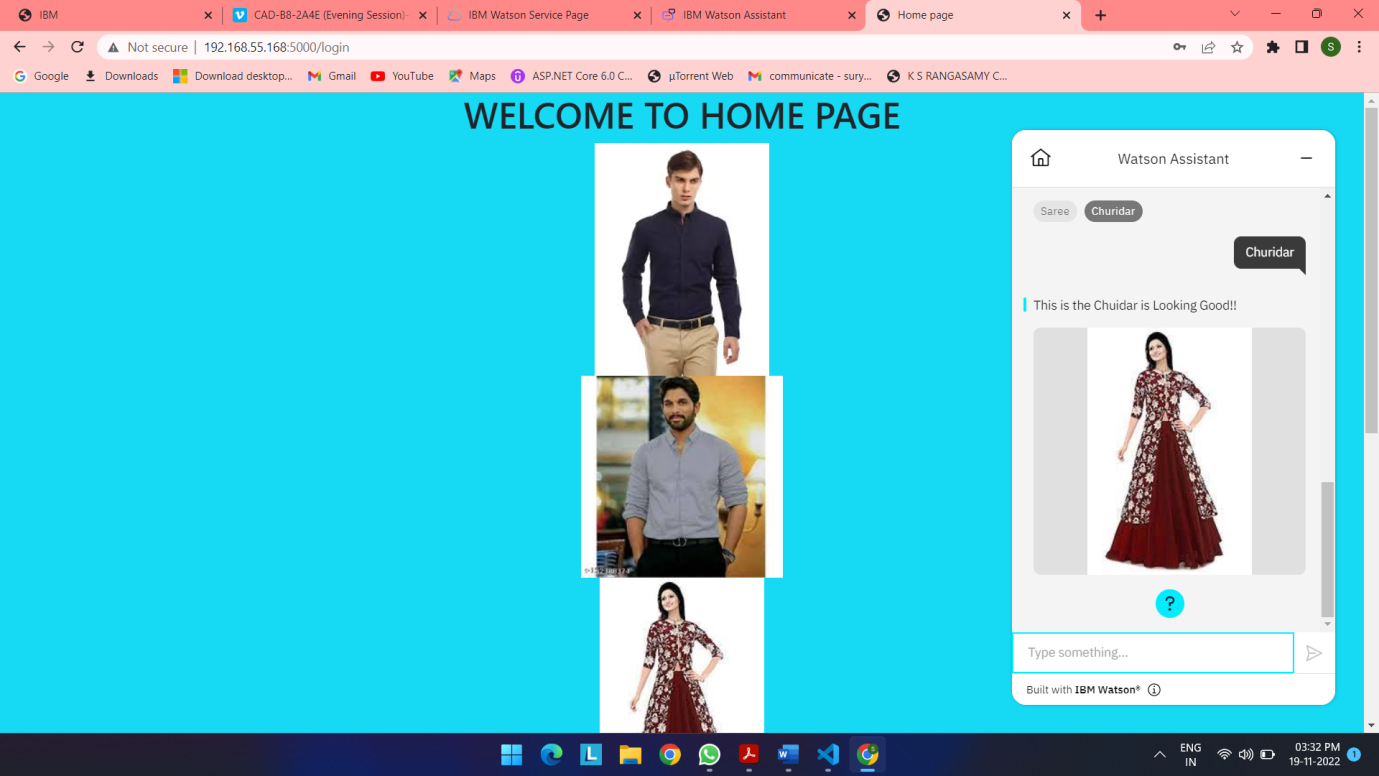 IBM
CAD-B8-2A4E (Evening Session)-
IBM Watson Service Page
IBM Watson Assistant
Home page
Not secure | 192.168.55.168:5000/login
S
Google
Downloads
Download desktop...
Gmail
YouTube
Maps
ASP.NET Core 6.0 C...
µTorrent Web
communicate - sury...
K S RANGASAMY C...
WELCOME TO HOME PAGE
Watson Assistant
Saree
Churidar
Churidar
This is the Chuidar is Looking Good!!
?
Type something...
Built with IBM Watson®
ENG
IN
03:32 PM
19-11-2022
1